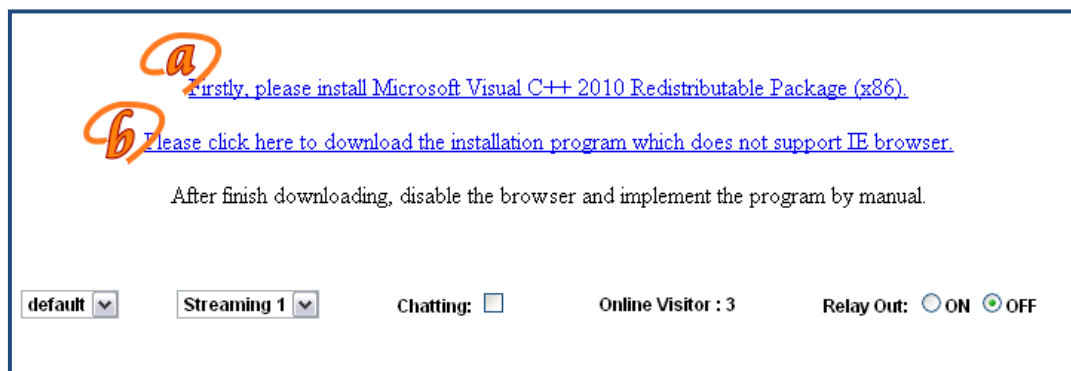 a
Firstly, please install Microsoft Visual C++ 2010 Redistributable Package (x86).
b
Please click here to download the installation program which does not support IE browser.
After finish downloading, disable the browser and implement the program by manual.
default Streaming 1 Chatting: Online Visitor : 3 Relay Out: ON OFF